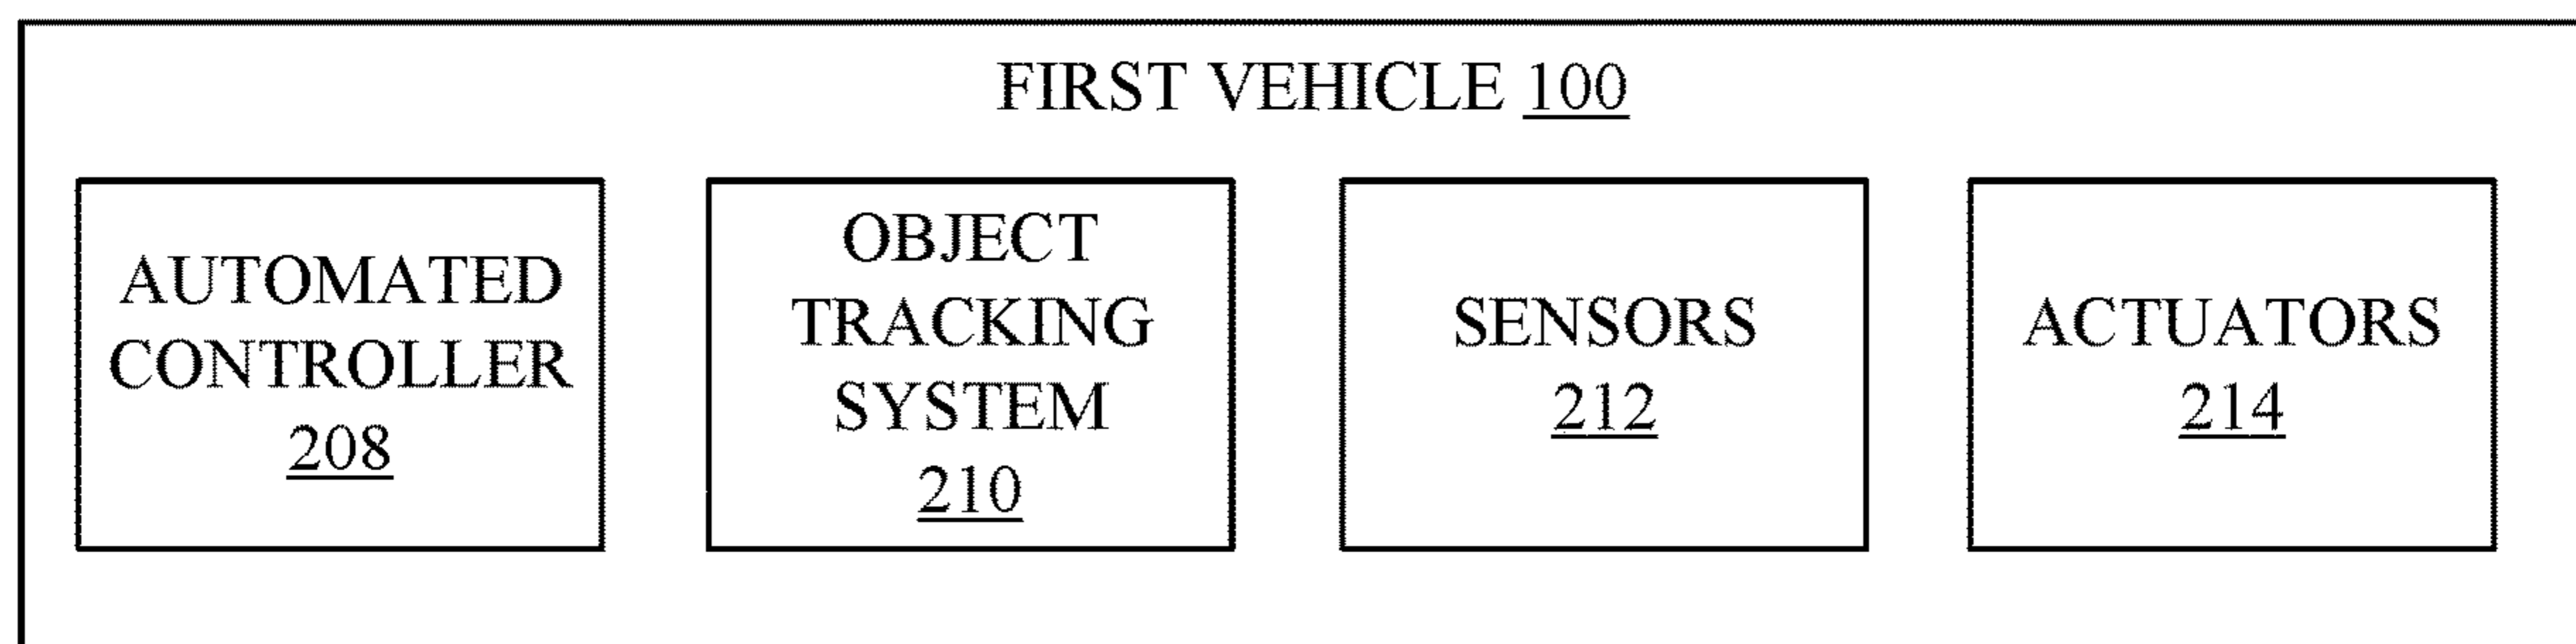 FIRST VEHICLE 100
AUTOMATED
CONTROLLER
208
OBJECT
TRACKING
SYSTEM
210
SENSORS
212
ACTUATORS
214